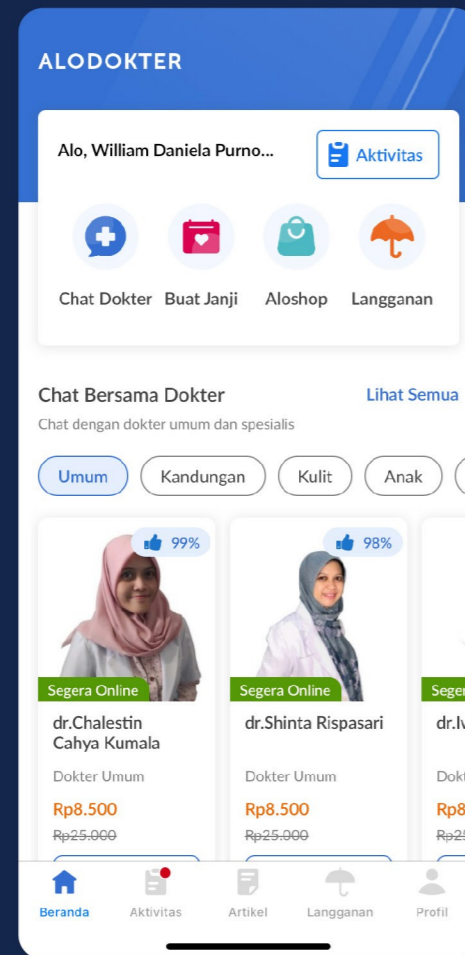 ALODOKTER
Alo, William Daniela Purno...
Aktivitas
Chat Dokter
Buat Janji
Aloshop
Langganan
Chat Bersama Dokter
Lihat Semua
Chat dengan dokter umum dan spesialis
Umum
Kandungan
Kulit
Anak
99%
Segera Online
dr.Chalestin
Cahya Kumala
Dokter Umum
Rp8.500
Rp25.000
98%
Segera Online
dr.Shinta Rispasari
Dokter Umum
Rp8.500
Rp25.000
Beranda
Aktivitas
Artikel
Langganan
Profil